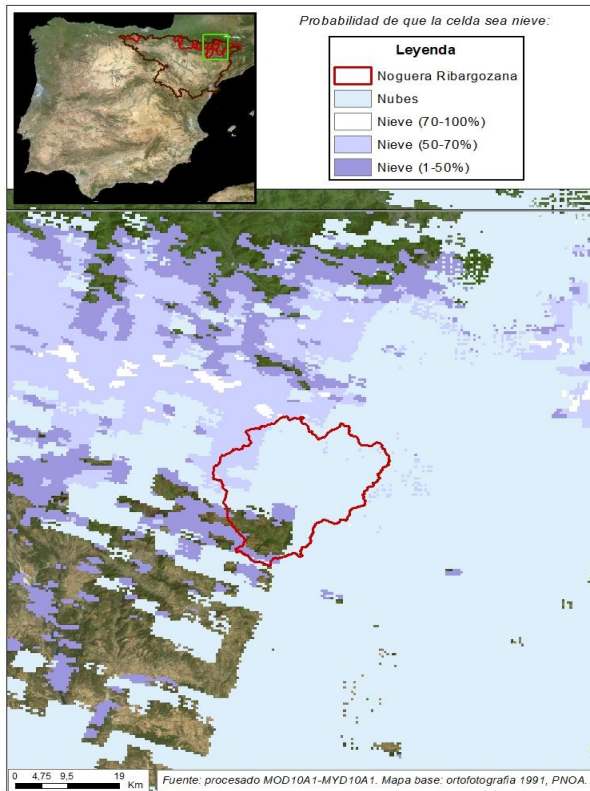 Probabilidad de que la celda sea nieve:
Leyenda
Noguera Ribargozana
Nubes
Nieve (70-100%)
Nieve (50-70%)
Nieve (1-50%)
0 4,75 9,5 19
Km
Fuente: procesado MOD10A1-MYD10A1. Mapa base: ortofotografia 1991, PNOA.